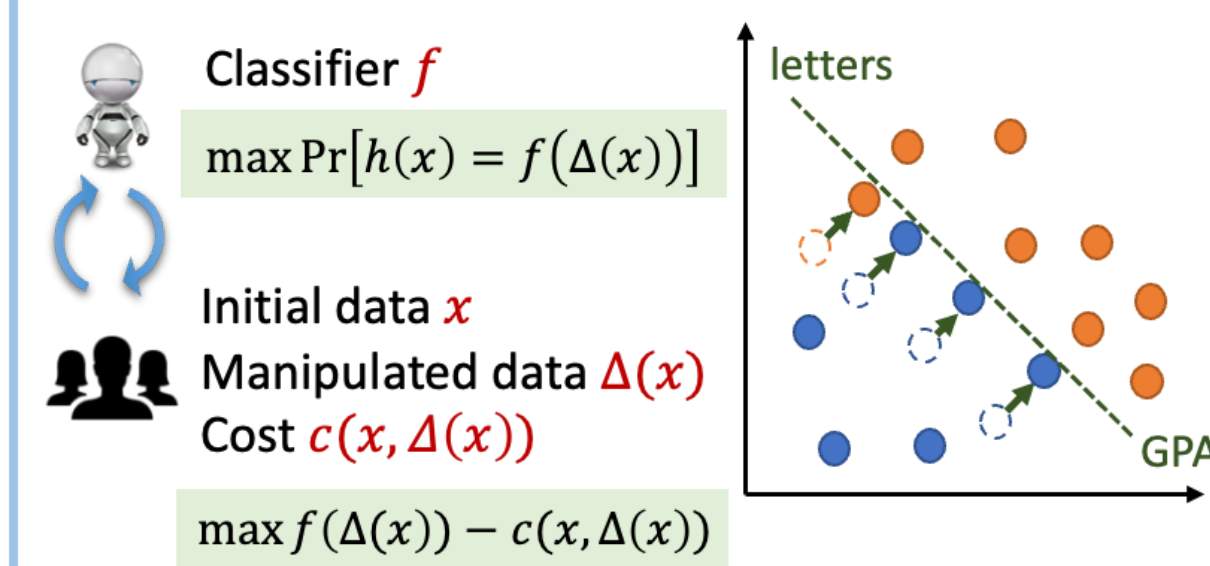 Classifier f
max Pr[h(x) = f(Δ(x))]
Initial data x
Manipulated data Δ(x)
Cost c(x, Δ(x))
max f(Δ(x)) − c(x, Δ(x))
letters
GPA